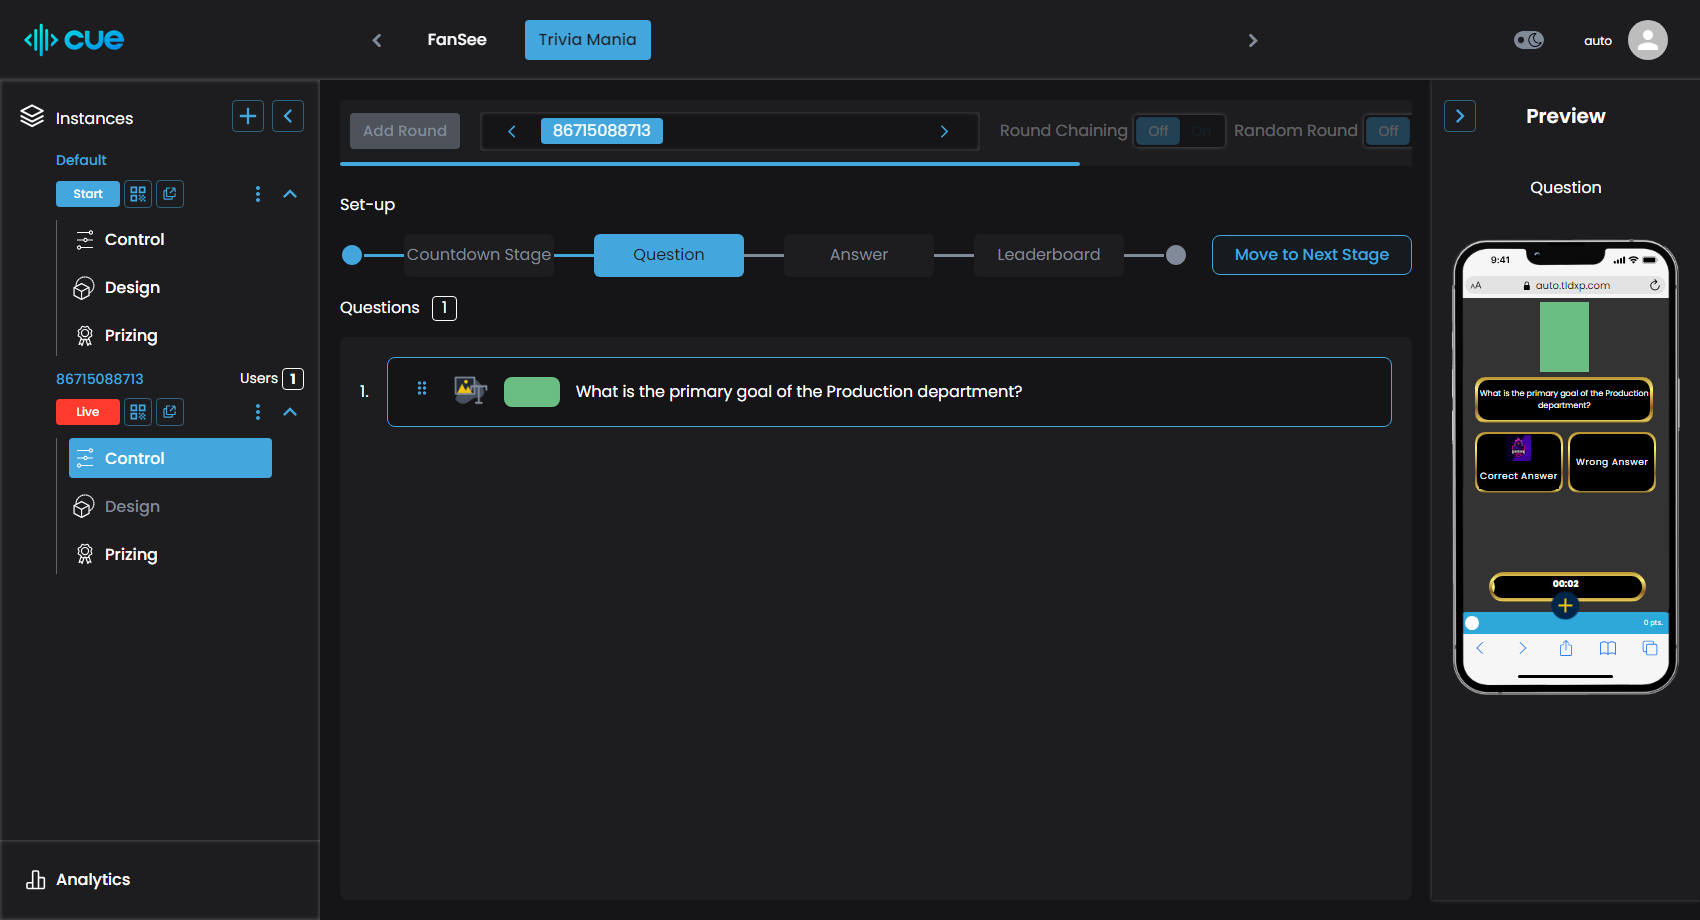 cue
FanSee
Trivia Mania
auto
Instances
Default
Start
Control
Design
Prizing
86715088713
Users 1
Live
Control
Design
Prizing
Analytics
Add Round
86715088713
Round Chaining
Off
On
Random Round
Off
Set-up
Countdown Stage
Question
Answer
Leaderboard
Move to Next Stage
Questions 1
1.
What is the primary goal of the Production department?
Preview
Question
9:41
AA
auto.tldxp.com
What is the primary goal of the Production
department?
Correct Answer
Wrong Answer
00:02
0 pts.